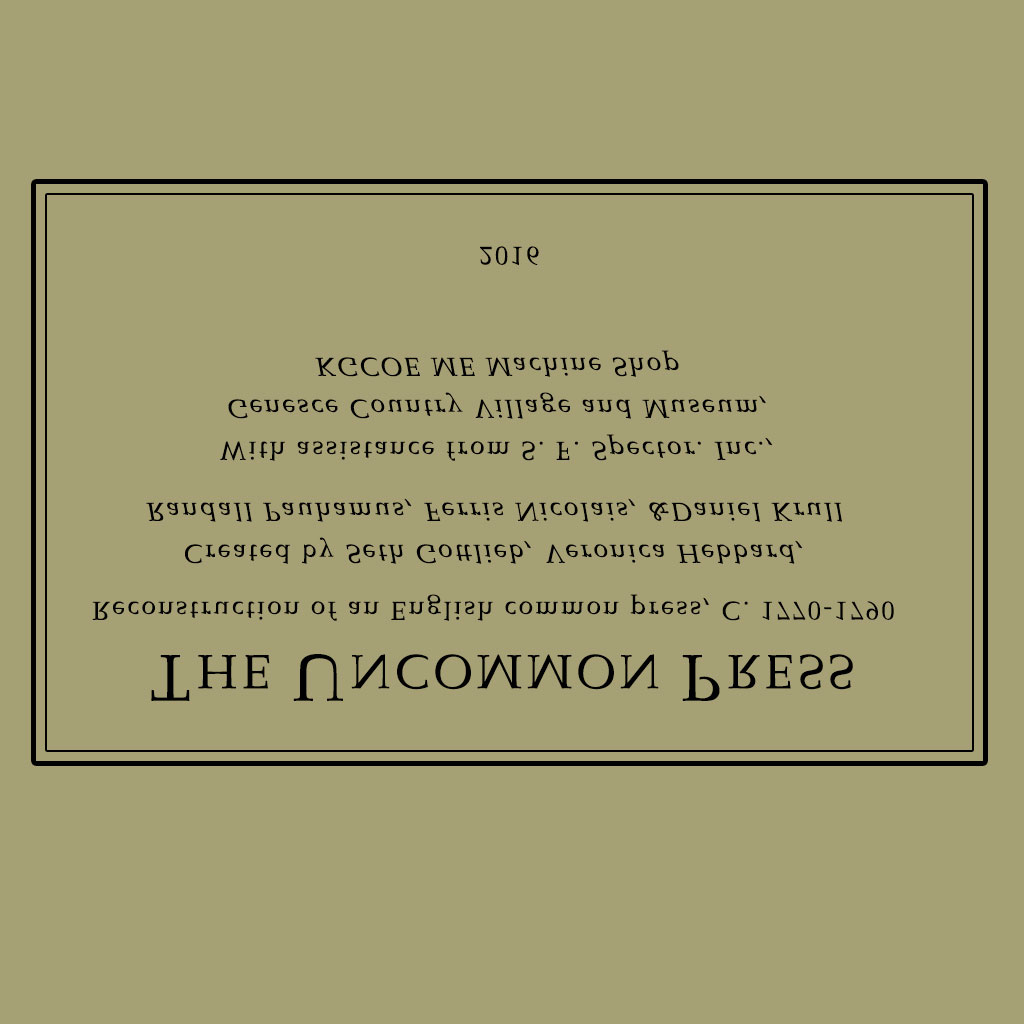 THE UNCOMMON PRESS
Reconstruction of an English common press, C. 1770-1790
Created by Seth Gottlieb, Veronica Hebbard,
Randall Pauhamus, Ferris Nicolais, &Daniel Krull
With assistance from S. F. Spector. Inc.,
Genesce Country Village and Museum,
KGCOE ME Machine Shop
2016